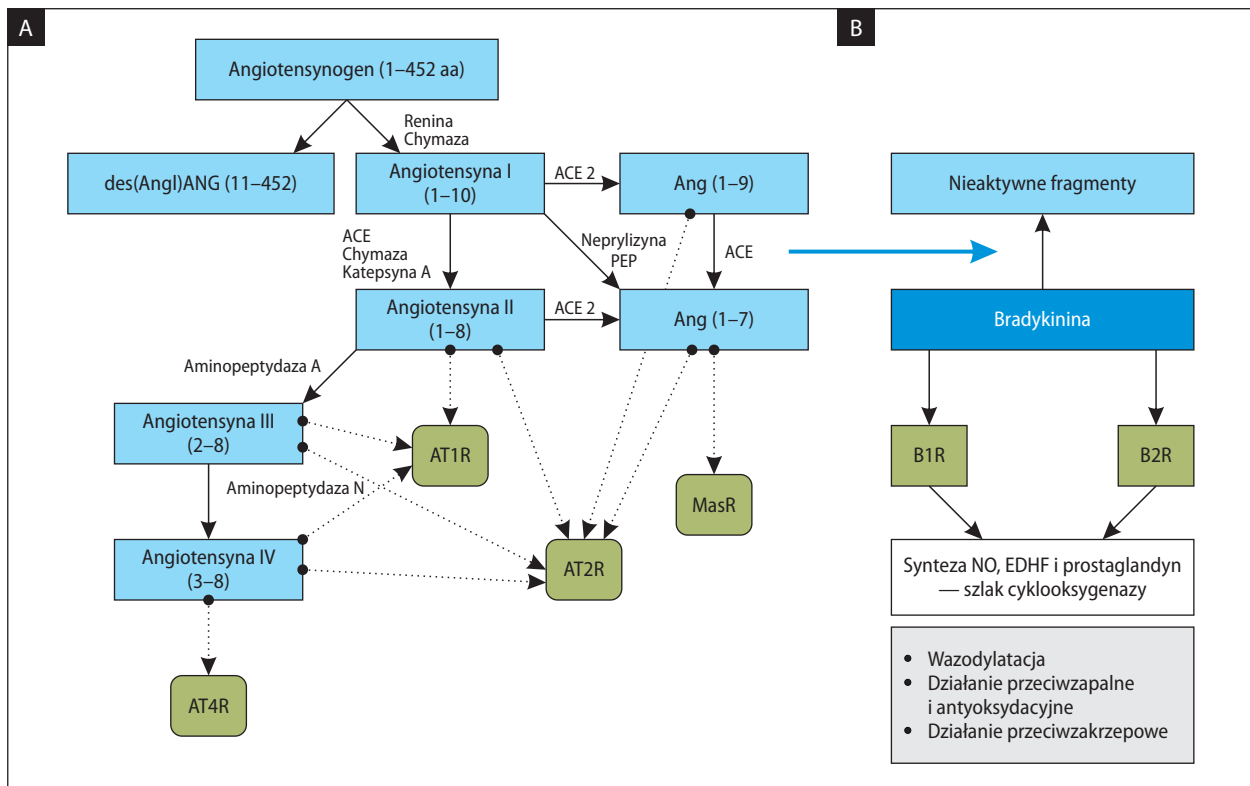 A
Angiotensynogen (1–452 aa)
Renina
Chymaza
des(AngI)ANG (11–452)
Angiotensyna I
(1–10)
ACE 2
Ang (1–9)
ACE
Chymaza
Katepsyna A
Neprylizyna
PEP
ACE
Angiotensyna II
(1–8)
ACE 2
Ang (1–7)
Aminopeptydaza A
Angiotensyna III
(2–8)
AT1R
Aminopeptydaza N
MasR
Angiotensyna IV
(3–8)
AT2R
AT4R
B
Nieaktywne fragmenty
Bradykinina
B1R
B2R
Synteza NO, EDHF i prostaglandyn
— szlak cyklooksygenazy
• Wazodylatacja
• Działanie przeciwzapalne
i antyoksydacyjne
• Działanie przeciwzakrzepowe